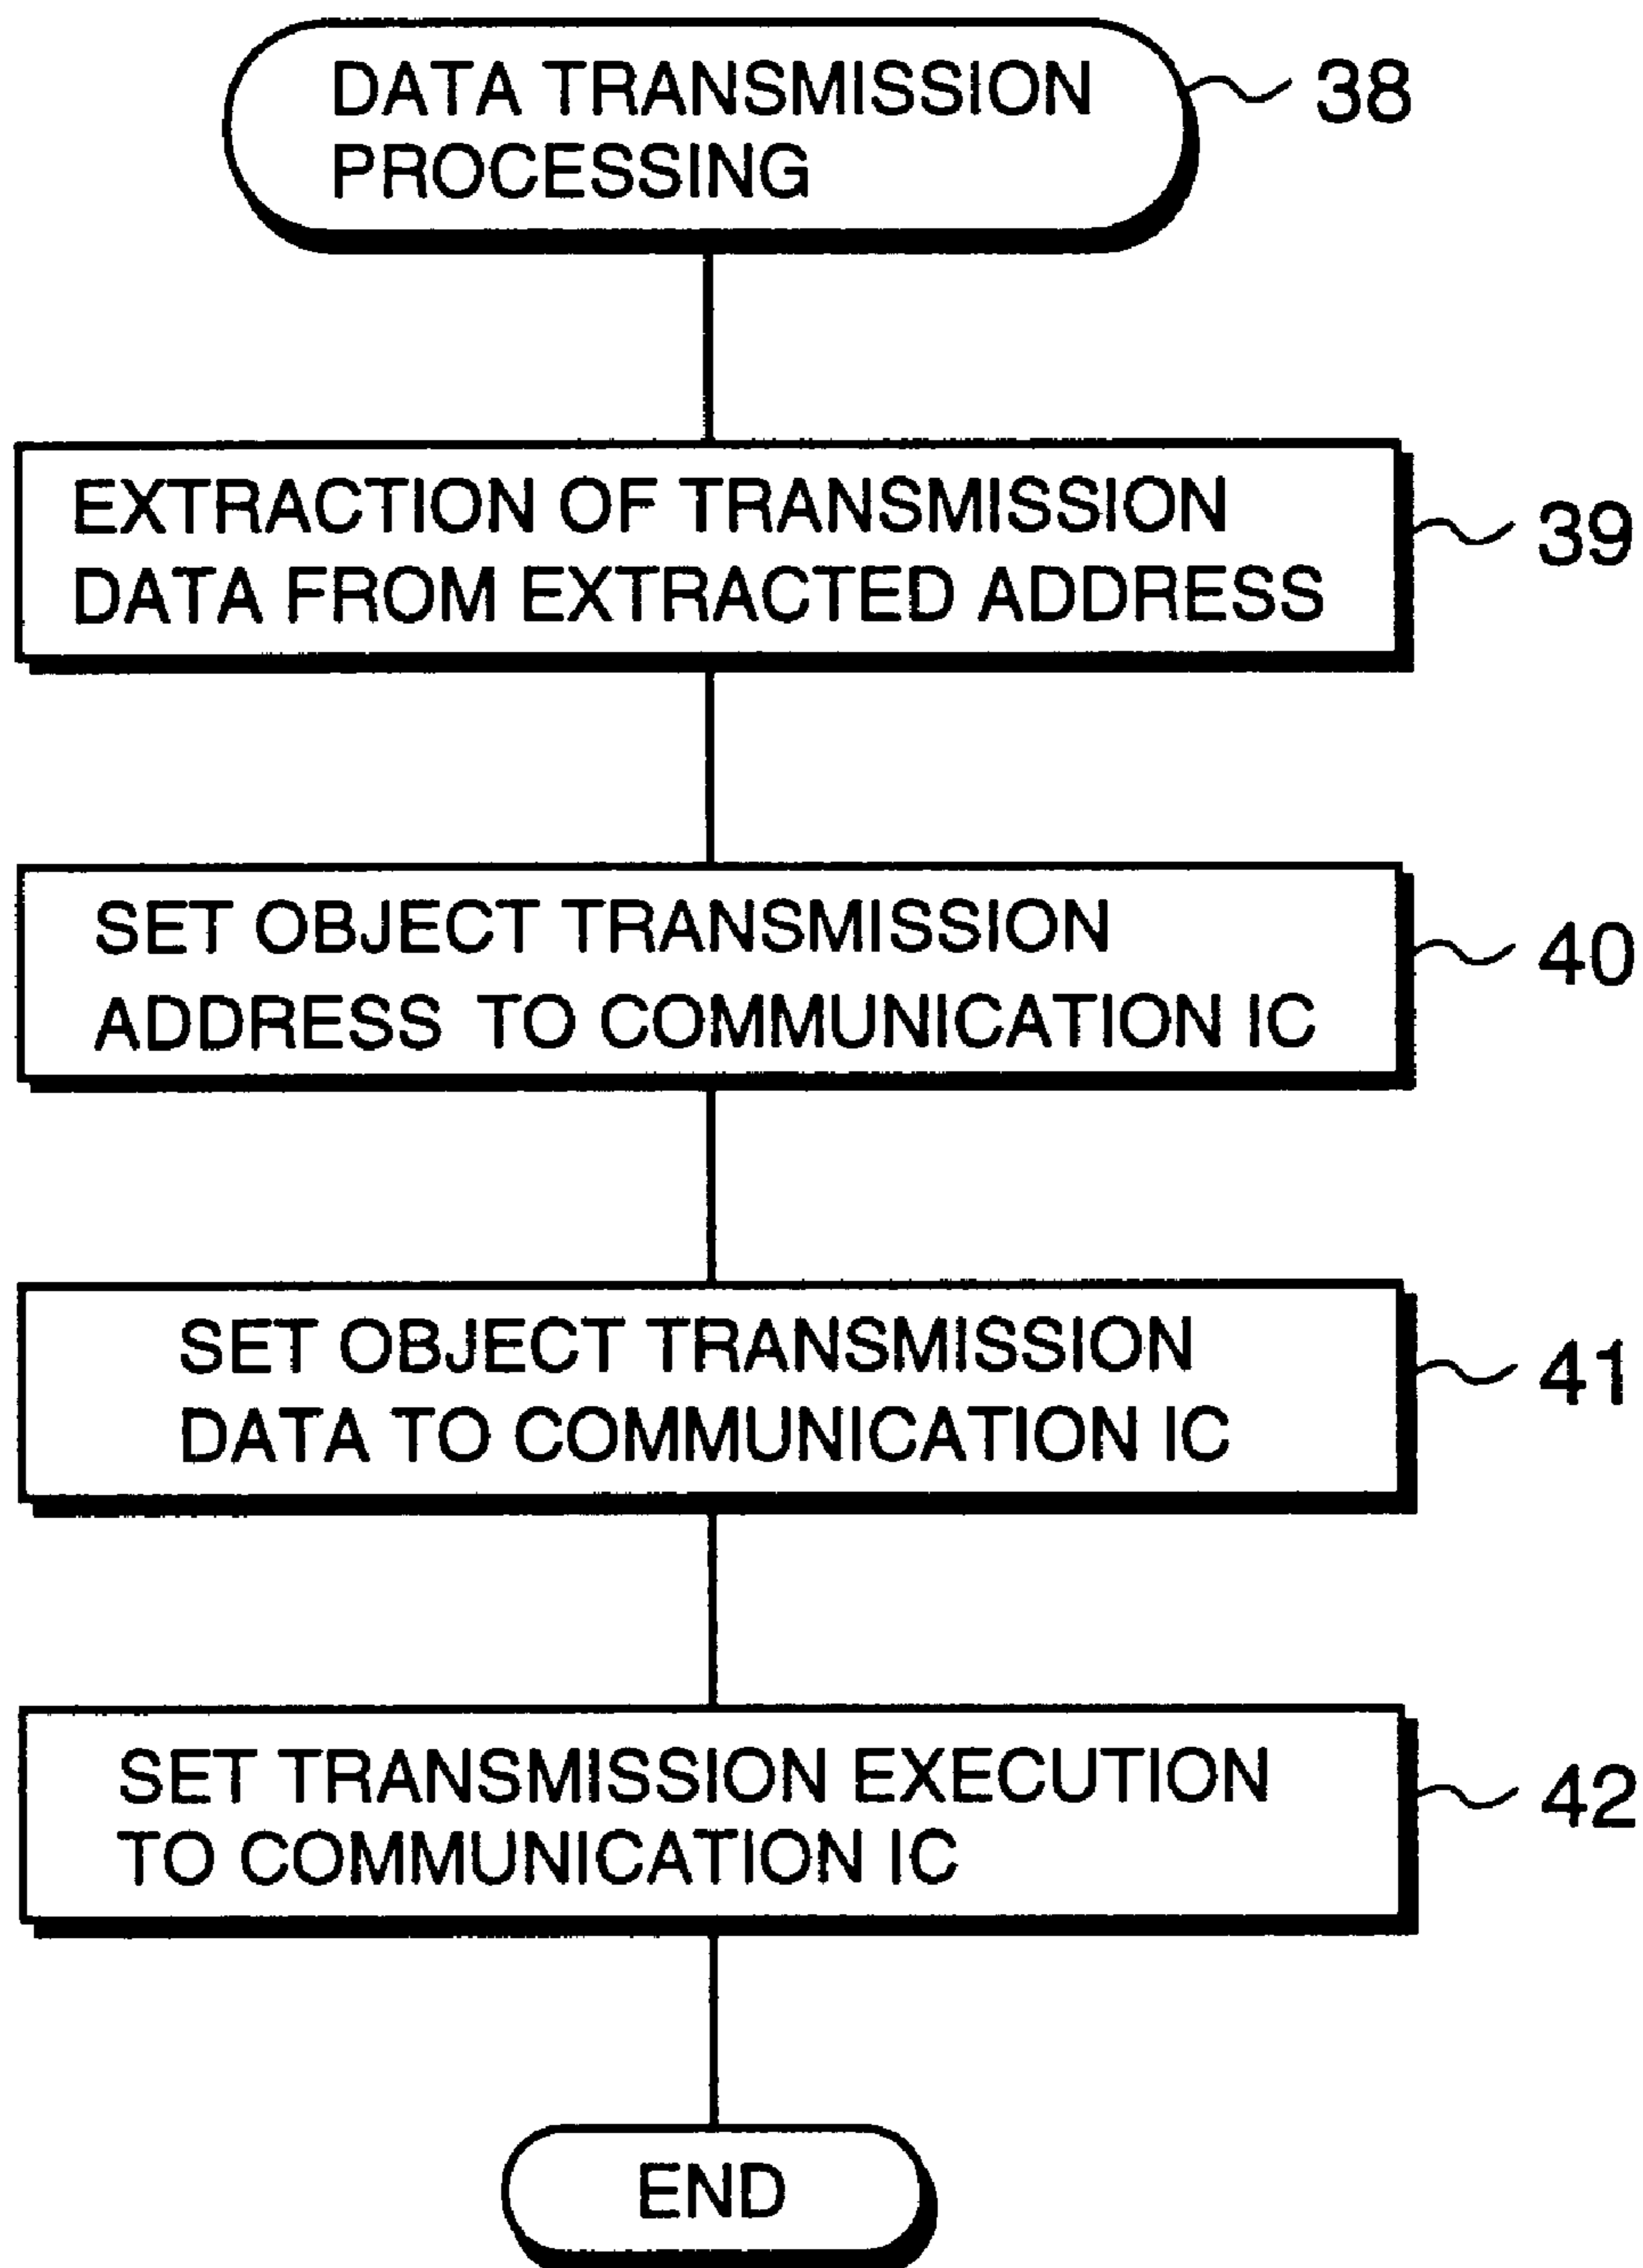 DATA TRANSMISSION
PROCESSING
38
EXTRACTION OF TRANSMISSION
DATA FROM EXTRACTED ADDRESS
39
SET OBJECT TRANSMISSION
ADDRESS TO COMMUNICATION IC
40
SET OBJECT TRANSMISSION
DATA TO COMMUNICATION IC
41
SET TRANSMISSION EXECUTION
TO COMMUNICATION IC
42
END